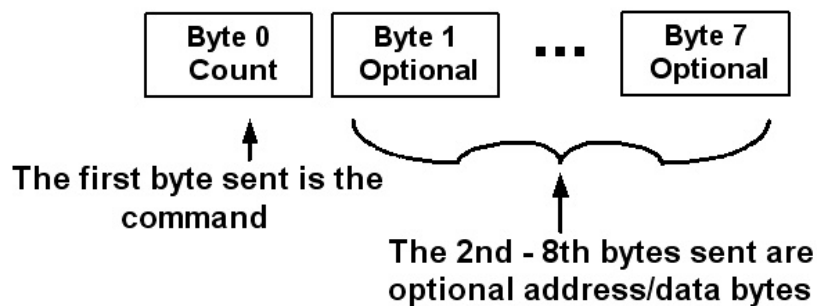 Byte 0
Count
Byte 1
Optional
...
Byte 7
Optional
The first byte sent is the
command
The 2nd - 8th bytes sent are
optional address/data bytes